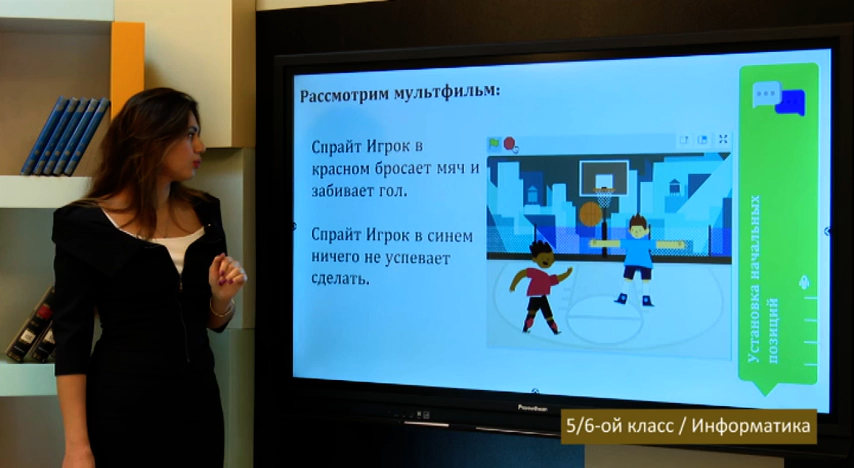 Рассмотрим мультфильм:
Спрайт Игрок в
красном бросает мяч и
забивает гол.
Спрайт Игрок в синем
ничего не успевает
сделать.
Установка начальных
позиций
Promethean
5/6-ой класс / Информатика